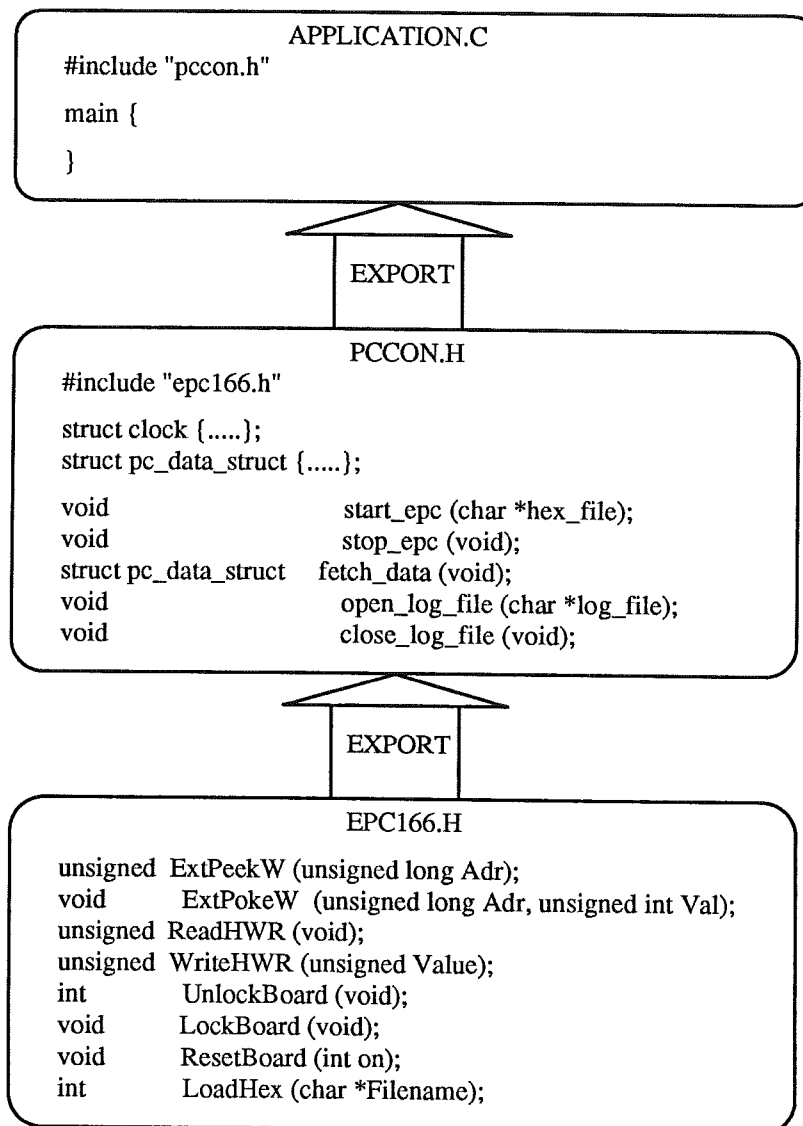 APPLICATION.C
#include "pccon.h"
main {
}
EXPORT
PCCON.H
#include "epc166.h"
struct clock {.....};
struct pc_data_struct {.....};
void start_epc (char *hex_file);
void stop_epc (void);
struct pc_data_struct fetch_data (void);
void open_log_file (char *log_file);
void close_log_file (void);
EXPORT
EPC166.H
unsigned ExtPeekW (unsigned long Adr);
void ExtPokeW (unsigned long Adr, unsigned int Val);
unsigned ReadHWR (void);
unsigned WriteHWR (unsigned Value);
int UnlockBoard (void);
void LockBoard (void);
void ResetBoard (int on);
int LoadHex (char *Filename);